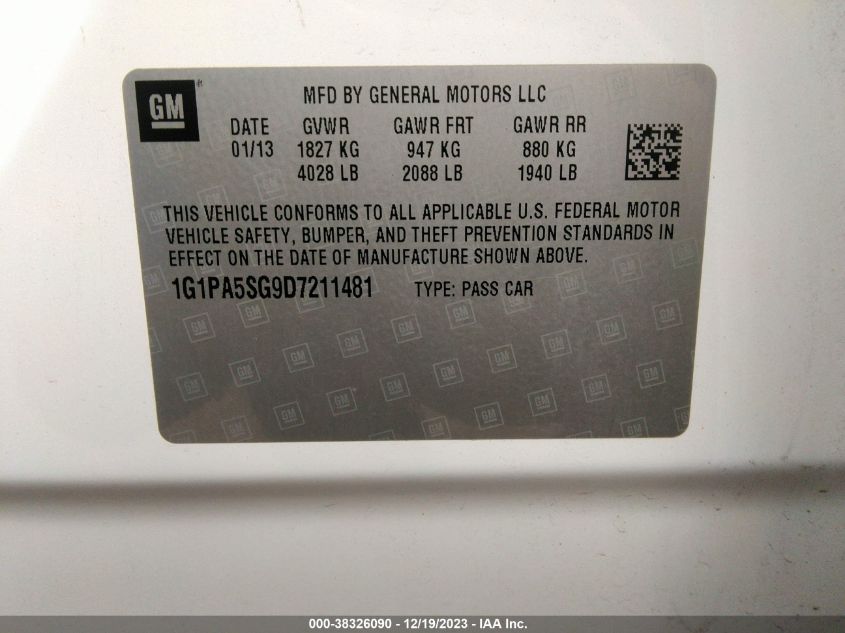 GM
MFD BY GENERAL MOTORS LLC
DATE GVWR GAWR FRT GAWR RR
01/13 1827 KG 947 KG 880 KG
4028 LB 2088 LB 1940 LB
THIS VEHICLE CONFORMS TO ALL APPLICABLE U.S. FEDERAL MOTOR
VEHICLE SAFETY, BUMPER, AND THEFT PREVENTION STANDARDS IN
EFFECT ON THE DATE OF MANUFACTURE SHOWN ABOVE.
1G1PA5SG9D7211481 TYPE: PASS CAR
000-38326090 - 12/19/2023 - IAA Inc.